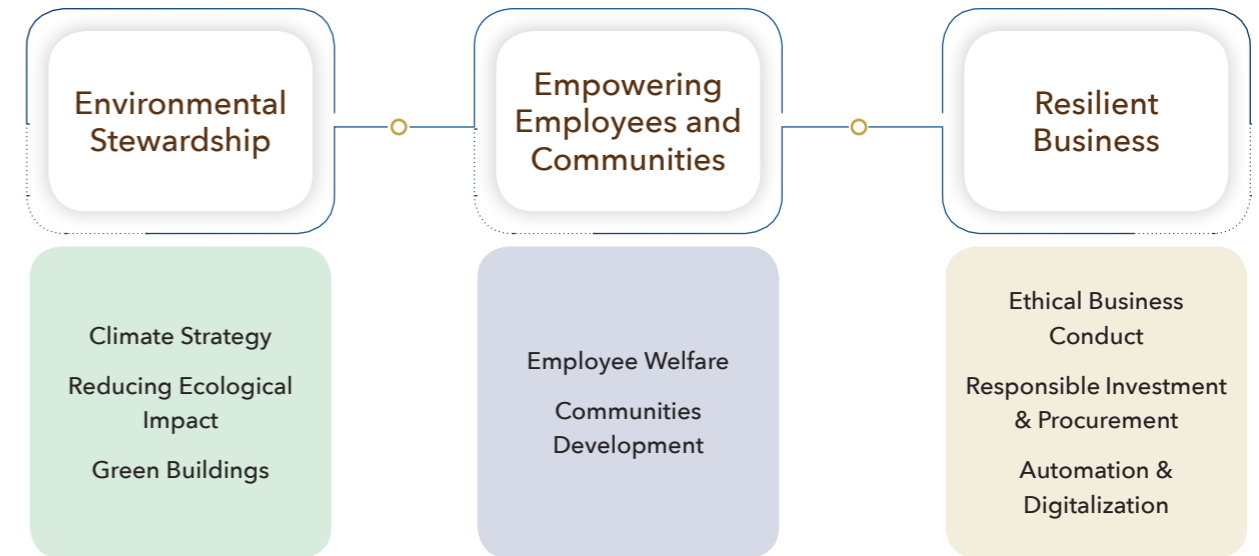 Environmental
Stewardship
Climate Strategy
Reducing Ecological
Impact
Green Buildings
Empowering
Employees and
Communities
Employee Welfare
Communities
Development
Resilient
Business
Ethical Business
Conduct
Responsible Investment
& Procurement
Automation &
Digitalization